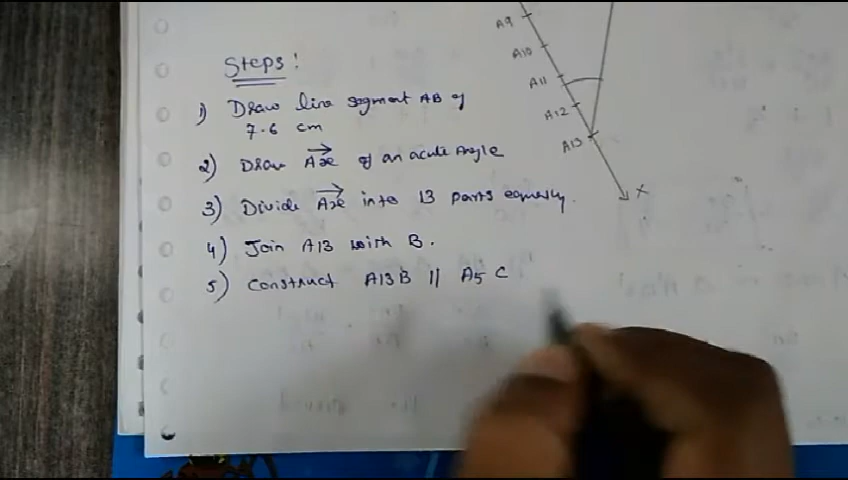 A9
A10
A11
A12
A13
X
Steps!
1) Draw line segment AB of
7.6 cm
2) Draw Ax of an acute Angle
3) Divide Ax into 13 parts equally.
4) Join A13 with B.
5) Construct A13B || A5 C